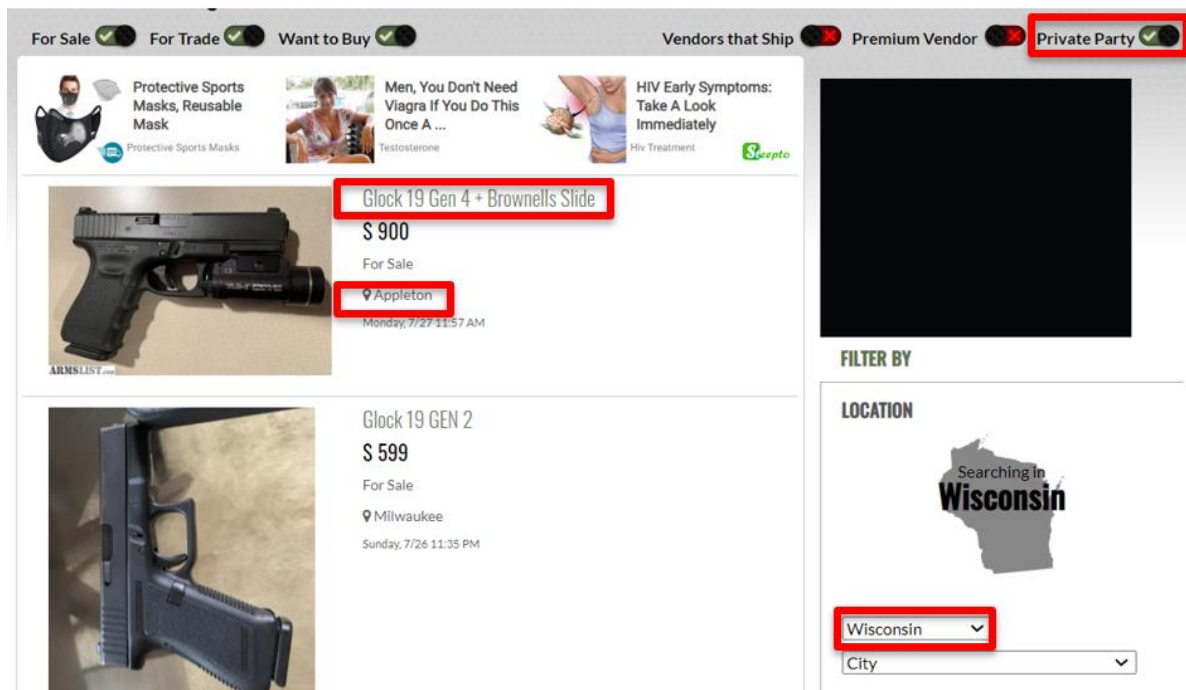 For Sale For Trade Want to Buy Vendors that Ship Premium Vendor Private Party
Protective Sports
Masks, Reusable
Mask
Protective Sports Masks
Men, You Don't Need
Viagra If You Do This
Once A ...
Testosterone
HIV Early Symptoms:
Take A Look
Immediately
Hiv Treatment
Glock 19 Gen 4 + Brownells Slide
$ 900
For Sale
Appleton
Monday, 7/27 11:57 AM
ARMSLIST.com
Glock 19 GEN 2
$ 599
For Sale
Milwaukee
Sunday, 7/26 11:35 PM
FILTER BY
LOCATION
Searching in
Wisconsin
Wisconsin
City